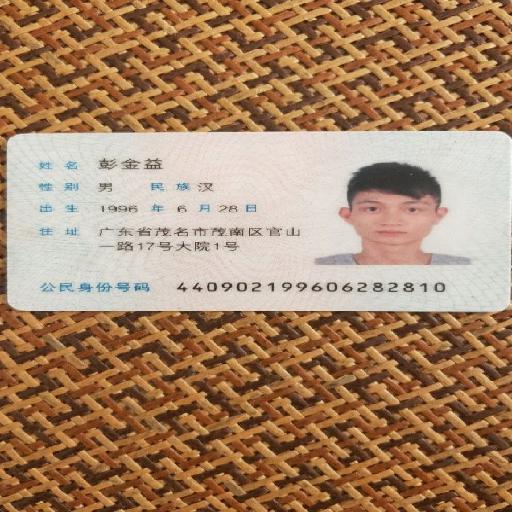 姓名 彭金益
性别 男 民族 汉
出生 1996 年 6 月 28 日
住址 广东省茂名市茂南区官山
一路17号大院1号
公民身份号码 440902199606282810